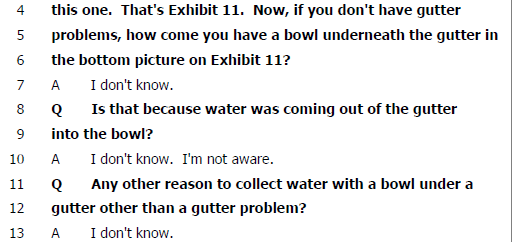 4 this one. That's Exhibit 11. Now, if you don't have gutter
5 problems, how come you have a bowl underneath the gutter in
6 the bottom picture on Exhibit 11?
7 A I don't know.
8 Q Is that because water was coming out of the gutter
9 into the bowl?
10 A I don't know. I'm not aware.
11 Q Any other reason to collect water with a bowl under a
12 gutter other than a gutter problem?
13 A I don't know.